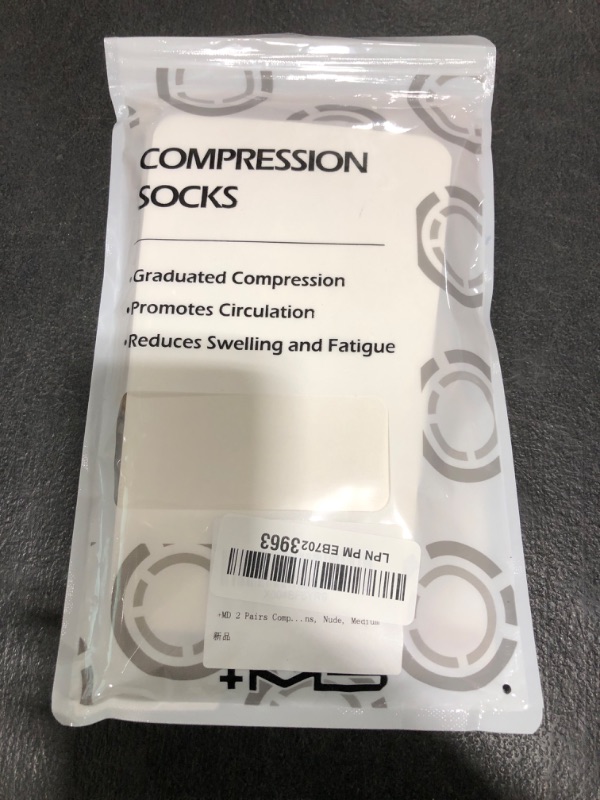 COMPRESSION
SOCKS
•Graduated Compression
•Promotes Circulation
•Reduces Swelling and Fatigue
LPN PM EB7023963
+MD 2 Pairs Comp...ns, Nude, Medium
新品